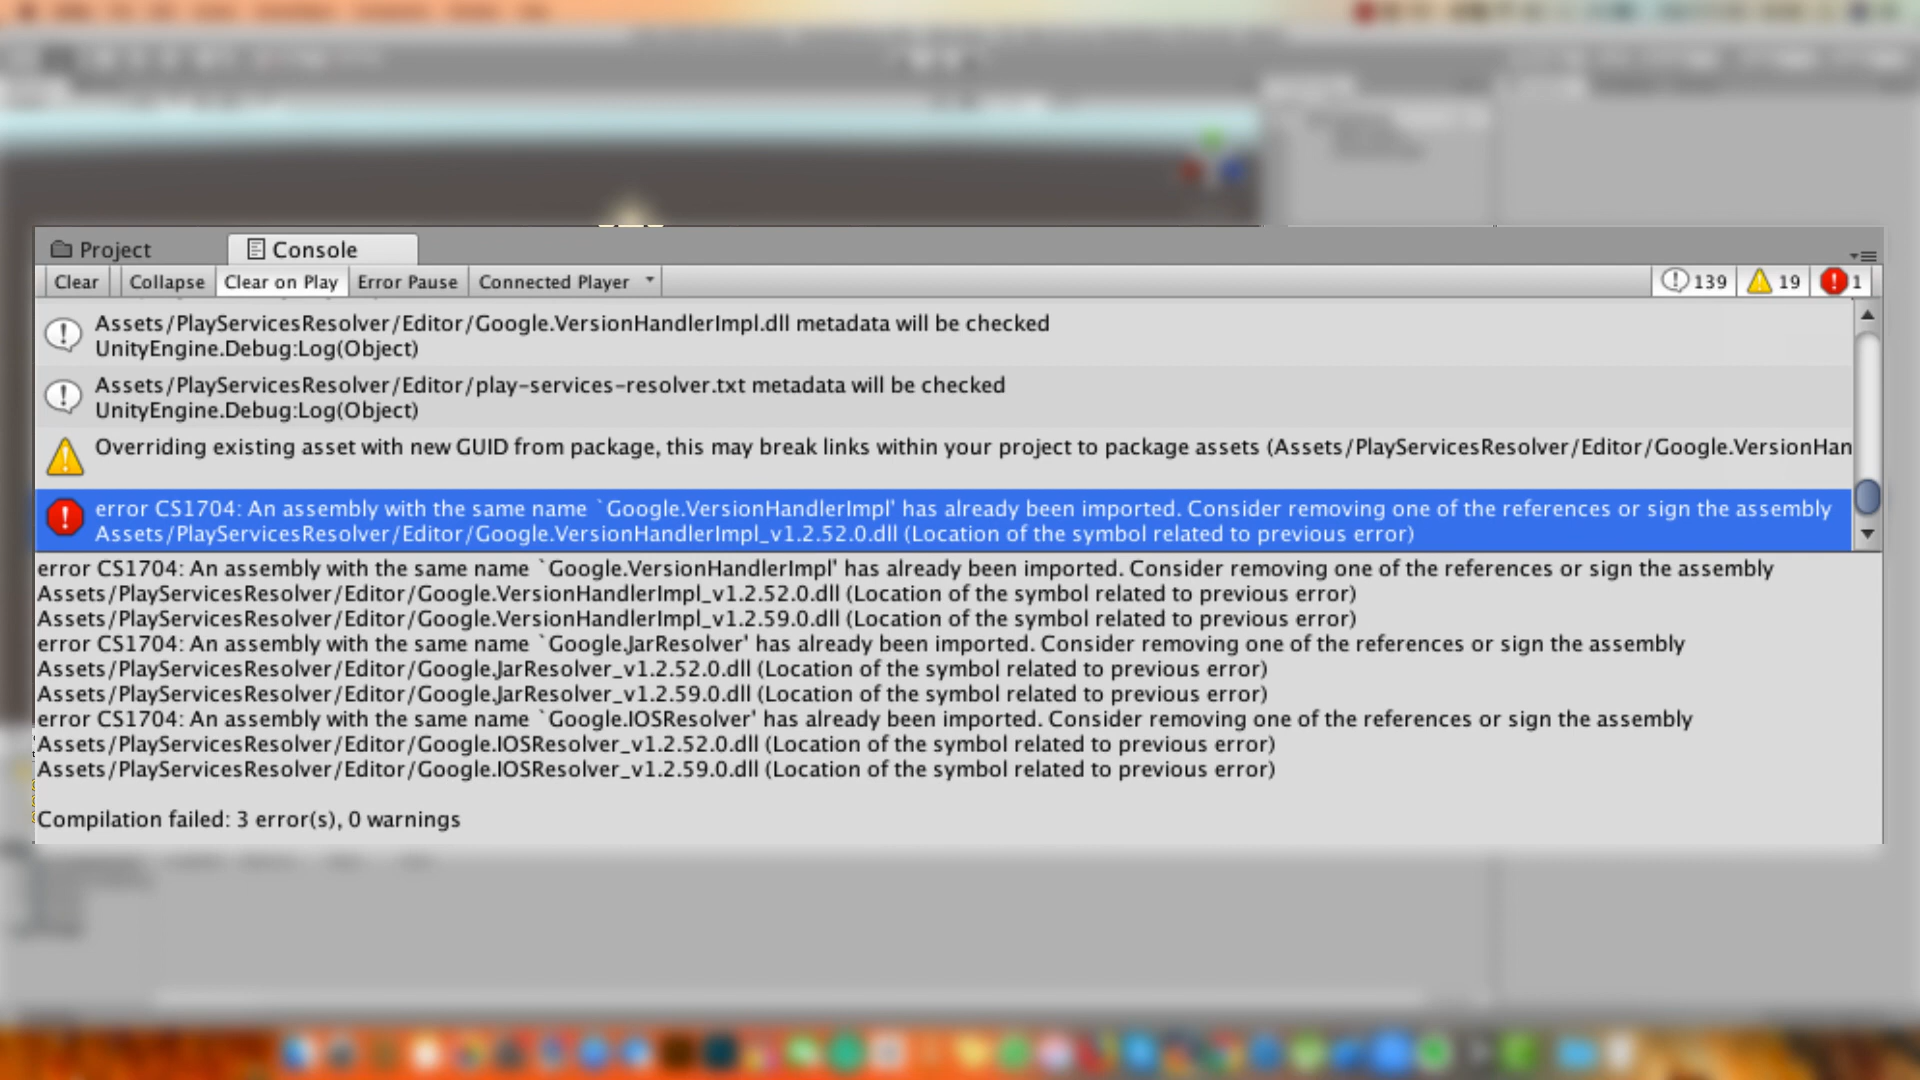 Project
Console
Clear
Collapse
Clear on Play
Error Pause
Connected Player
139
19
1
Assets/PlayServicesResolver/Editor/Google.VersionHandlerImpl.dll metadata will be checked
UnityEngine.Debug:Log(Object)
Assets/PlayServicesResolver/Editor/play-services-resolver.txt metadata will be checked
UnityEngine.Debug:Log(Object)
Overriding existing asset with new GUID from package, this may break links within your project to package assets (Assets/PlayServicesResolver/Editor/Google.VersionHan
error CS1704: An assembly with the same name `Google.VersionHandlerImpl' has already been imported. Consider removing one of the references or sign the assembly
Assets/PlayServicesResolver/Editor/Google.VersionHandlerImpl_v1.2.52.0.dll (Location of the symbol related to previous error)
error CS1704: An assembly with the same name `Google.VersionHandlerImpl' has already been imported. Consider removing one of the references or sign the assembly
Assets/PlayServicesResolver/Editor/Google.VersionHandlerImpl_v1.2.52.0.dll (Location of the symbol related to previous error)
Assets/PlayServicesResolver/Editor/Google.VersionHandlerImpl_v1.2.59.0.dll (Location of the symbol related to previous error)
error CS1704: An assembly with the same name `Google.JarResolver' has already been imported. Consider removing one of the references or sign the assembly
Assets/PlayServicesResolver/Editor/Google.JarResolver_v1.2.52.0.dll (Location of the symbol related to previous error)
Assets/PlayServicesResolver/Editor/Google.JarResolver_v1.2.59.0.dll (Location of the symbol related to previous error)
error CS1704: An assembly with the same name `Google.IOSResolver' has already been imported. Consider removing one of the references or sign the assembly
Assets/PlayServicesResolver/Editor/Google.IOSResolver_v1.2.52.0.dll (Location of the symbol related to previous error)
Assets/PlayServicesResolver/Editor/Google.IOSResolver_v1.2.59.0.dll (Location of the symbol related to previous error)
Compilation failed: 3 error(s), 0 warnings